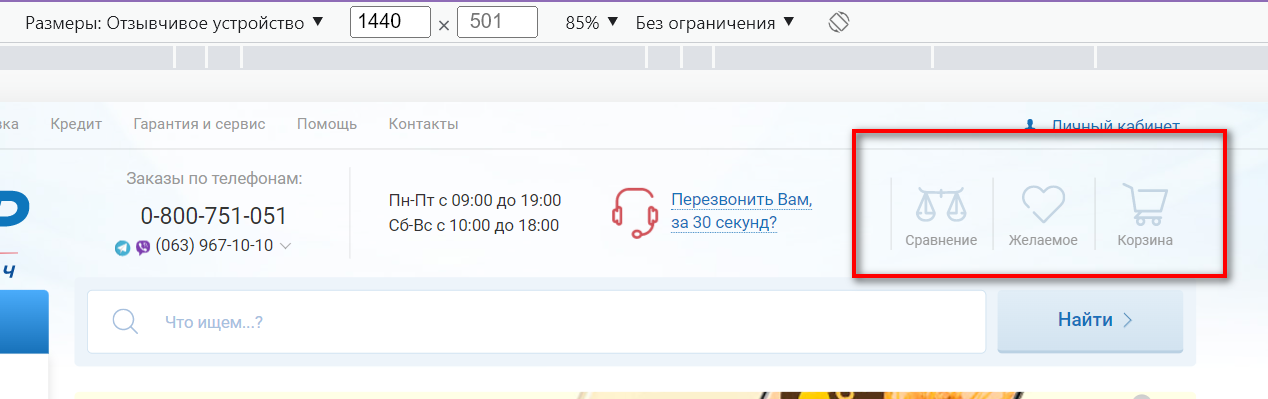 Размеры: Отзывчивое устройство ▼ 1440 × 501 85% ▼ Без ограничения ▼
Кредит Гарантия и сервис Помощь Контакты Личный кабинет
Заказы по телефонам:
0-800-751-051
(063) 967-10-10
Пн-Пт с 09:00 до 19:00
Сб-Вс с 10:00 до 18:00
Перезвонить Вам,
за 30 секунд?
Сравнение Желаемое Корзина
Что ищем...?
Найти